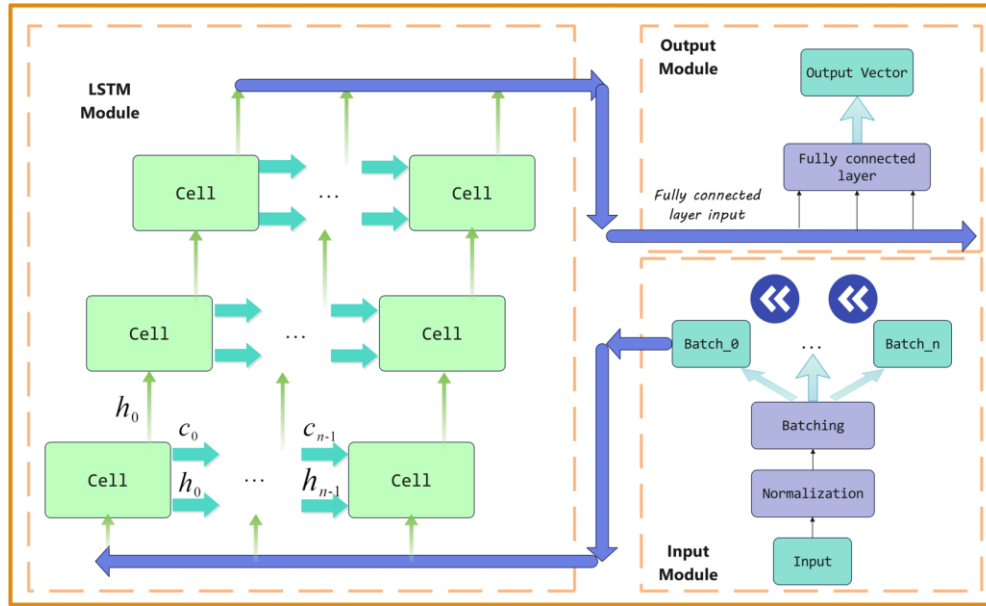 LSTM
Module
Cell
...
Cell
Cell
...
Cell
h₀
c₀
cₙ₋₁
Cell
h₀
...
hₙ₋₁
Cell
Output
Module
Output Vector
Fully connected
layer
Fully connected
layer input
Batch_0
...
Batch_n
Batching
Normalization
Input
Input
Module